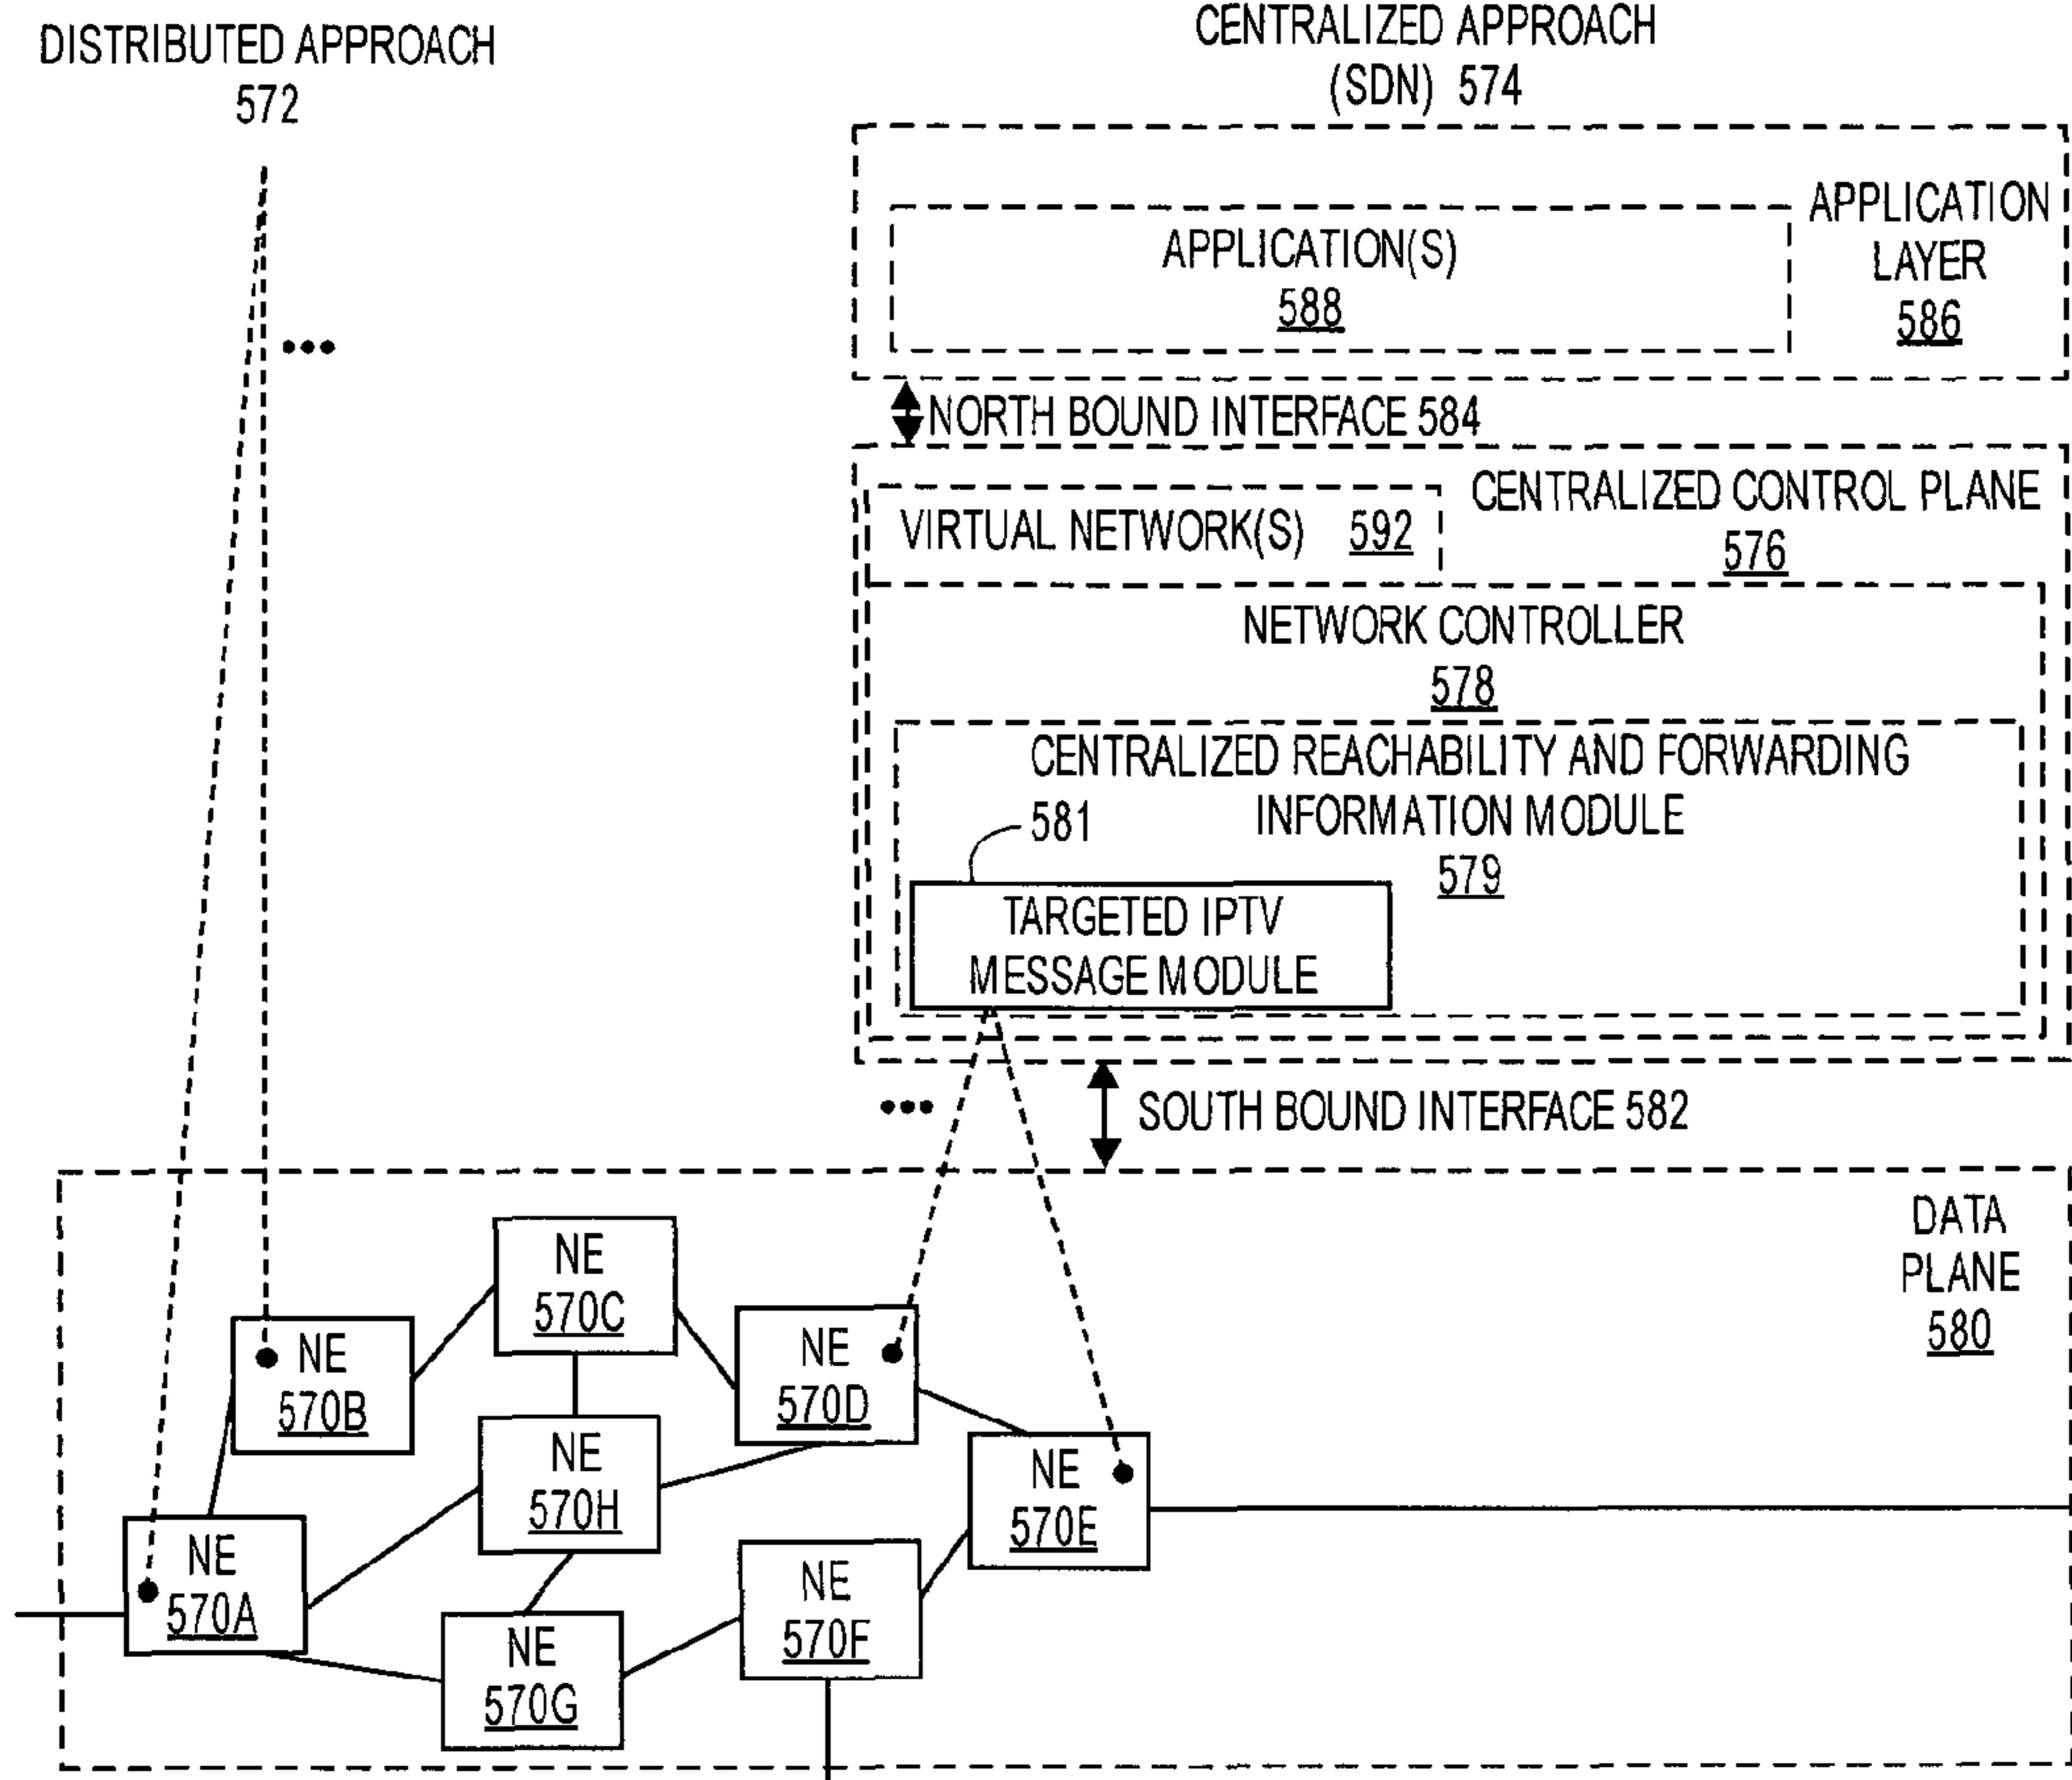 DISTRIBUTED APPROACH
572
CENTRALIZED APPROACH
(SDN) 574
APPLICATION(S)
588
APPLICATION
LAYER
586
NORTH BOUND INTERFACE 584
VIRTUAL NETWORK(S) 592
CENTRALIZED CONTROL PLANE
576
NETWORK CONTROLLER
578
CENTRALIZED REACHABILITY AND FORWARDING
INFORMATION MODULE
579
581
TARGETED IPTV
MESSAGE MODULE
SOUTH BOUND INTERFACE 582
DATA
PLANE
580
NE
570C
NE
570B
NE
570D
NE
570H
NE
570E
NE
570A
NE
570F
NE
570G